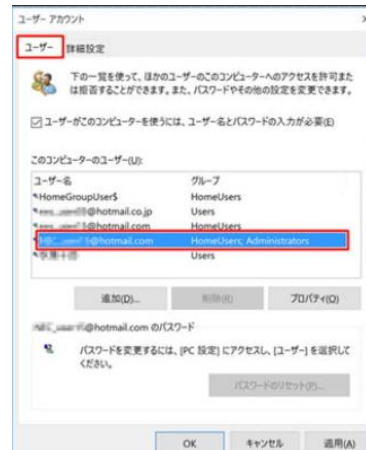 ユーザー アカウント
ユーザー 詳細設定
下の一覧を使って、ほかのユーザーのこのコンピューターへのアクセスを許可また
は拒否することができます。また、パスワードやその他の設定を変更できます。
ユーザーがこのコンピューターを使うには、ユーザー名とパスワードの入力が必要(E)
このコンピューターのユーザー(U):
ユーザー名 グループ
HomeGroupUser$ HomeUsers
@hotmail.co.jp Users
@hotmail.com HomeUsers
@hotmail.com HomeUsers; Administrators
Users
追加(D)... 削除(R) プロパティ(O)
@hotmail.com のパスワード
パスワードを変更するには、[PC 設定] にアクセスし、[ユーザー] を選択して
ください。
パスワードのリセット(P)...
OK キャンセル 適用(A)